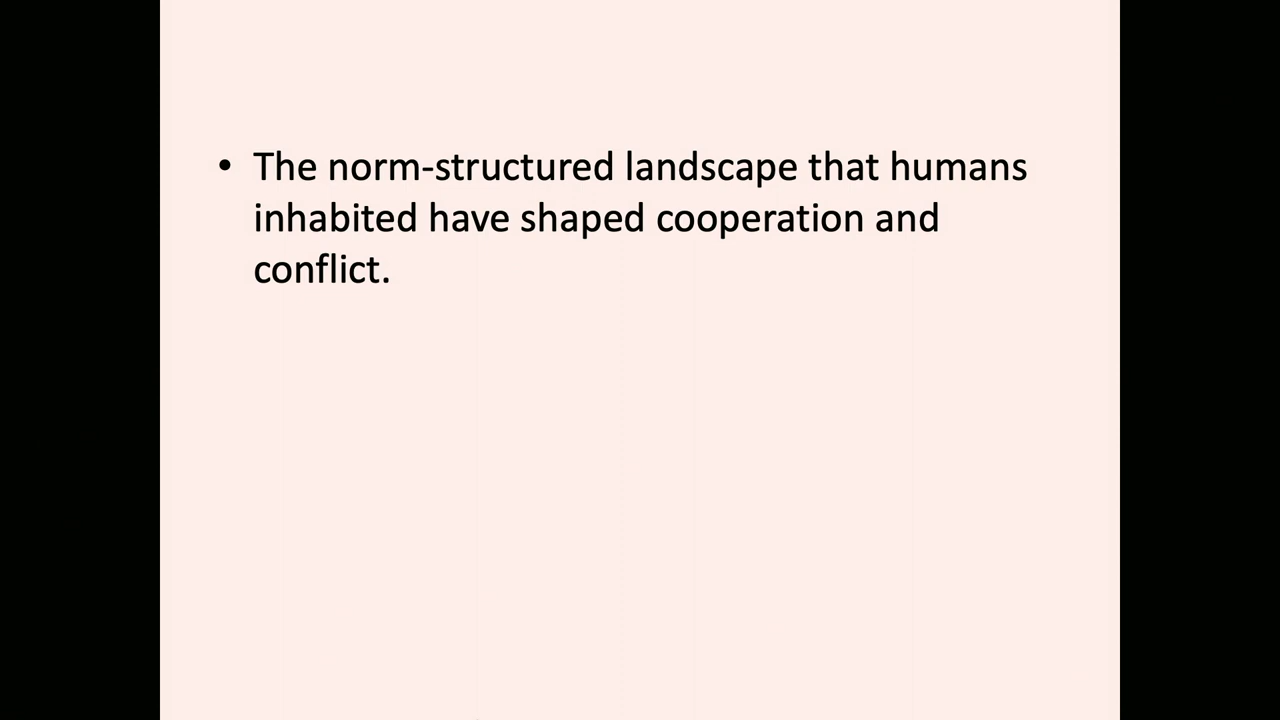 • The norm-structured landscape that humans
inhabited have shaped cooperation and
conflict.